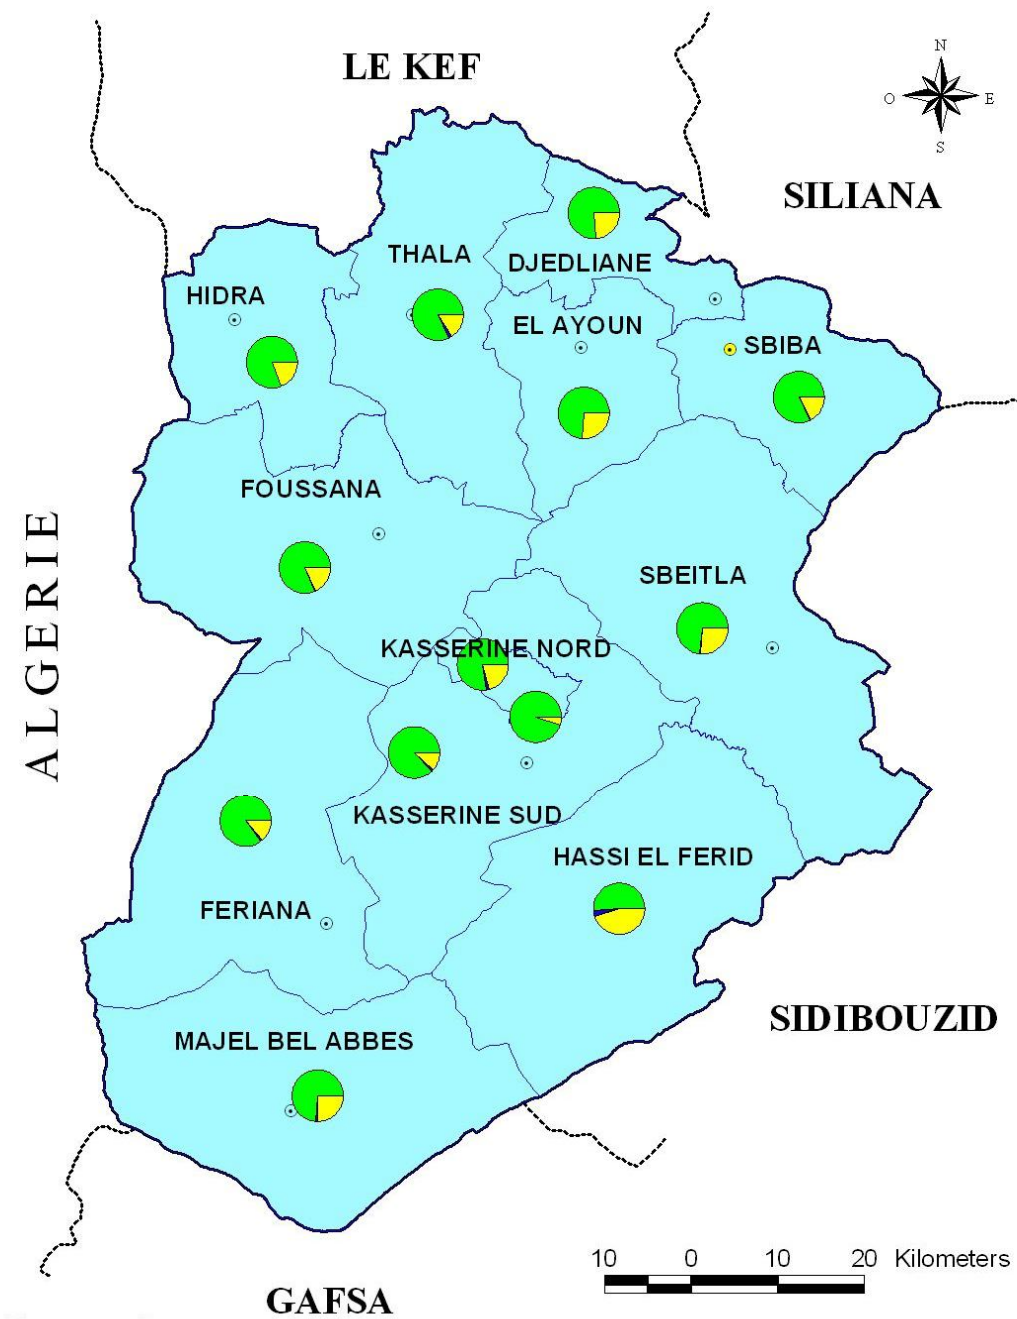 LE KEF
N
O
E
S
SILIANA
THALA
DJEDLIANE
HIDRA
EL AYOUN
SBIBA
FOUSSANA
ALGERIE
SBEITLA
KASSERINE NORD
KASSERINE SUD
HASSI EL FERID
FERIANA
SIDIBOUZID
MAJEL BEL ABBES
10 0 10 20 Kilometers
GAFSA